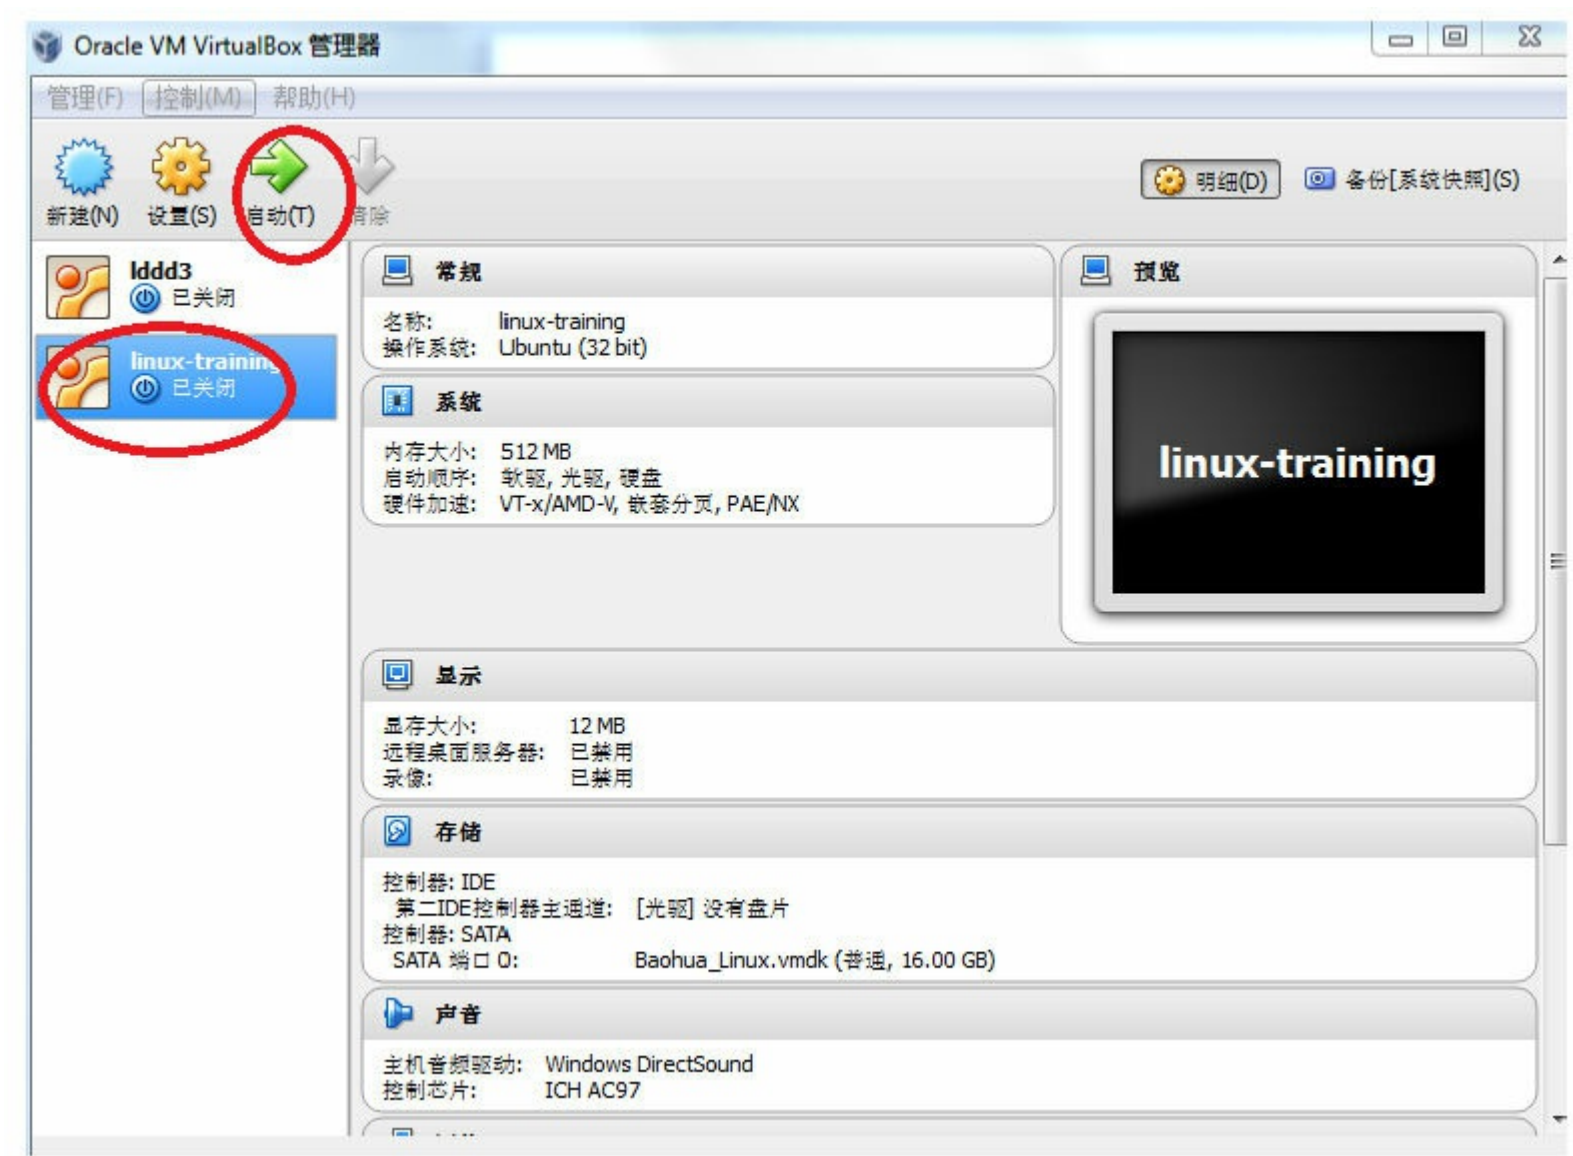 Oracle VM VirtualBox 管理器
管理(F) 控制(M) 帮助(H)
新建(N) 设置(S) 启动(T) 清除
明细(D) 备份[系统快照](S)
lddd3
已关闭
linux-training
已关闭
常规
名称: linux-training
操作系统: Ubuntu (32 bit)
系统
内存大小: 512 MB
启动顺序: 软驱, 光驱, 硬盘
硬件加速: VT-x/AMD-V, 嵌套分页, PAE/NX
预览
linux-training
显示
显存大小: 12 MB
远程桌面服务器: 已禁用
录像: 已禁用
存储
控制器: IDE
第二IDE控制器主通道: [光驱] 没有盘片
控制器: SATA
SATA 端口 0: Baohua_Linux.vmdk (普通, 16.00 GB)
声音
主机音频驱动: Windows DirectSound
控制芯片: ICH AC97